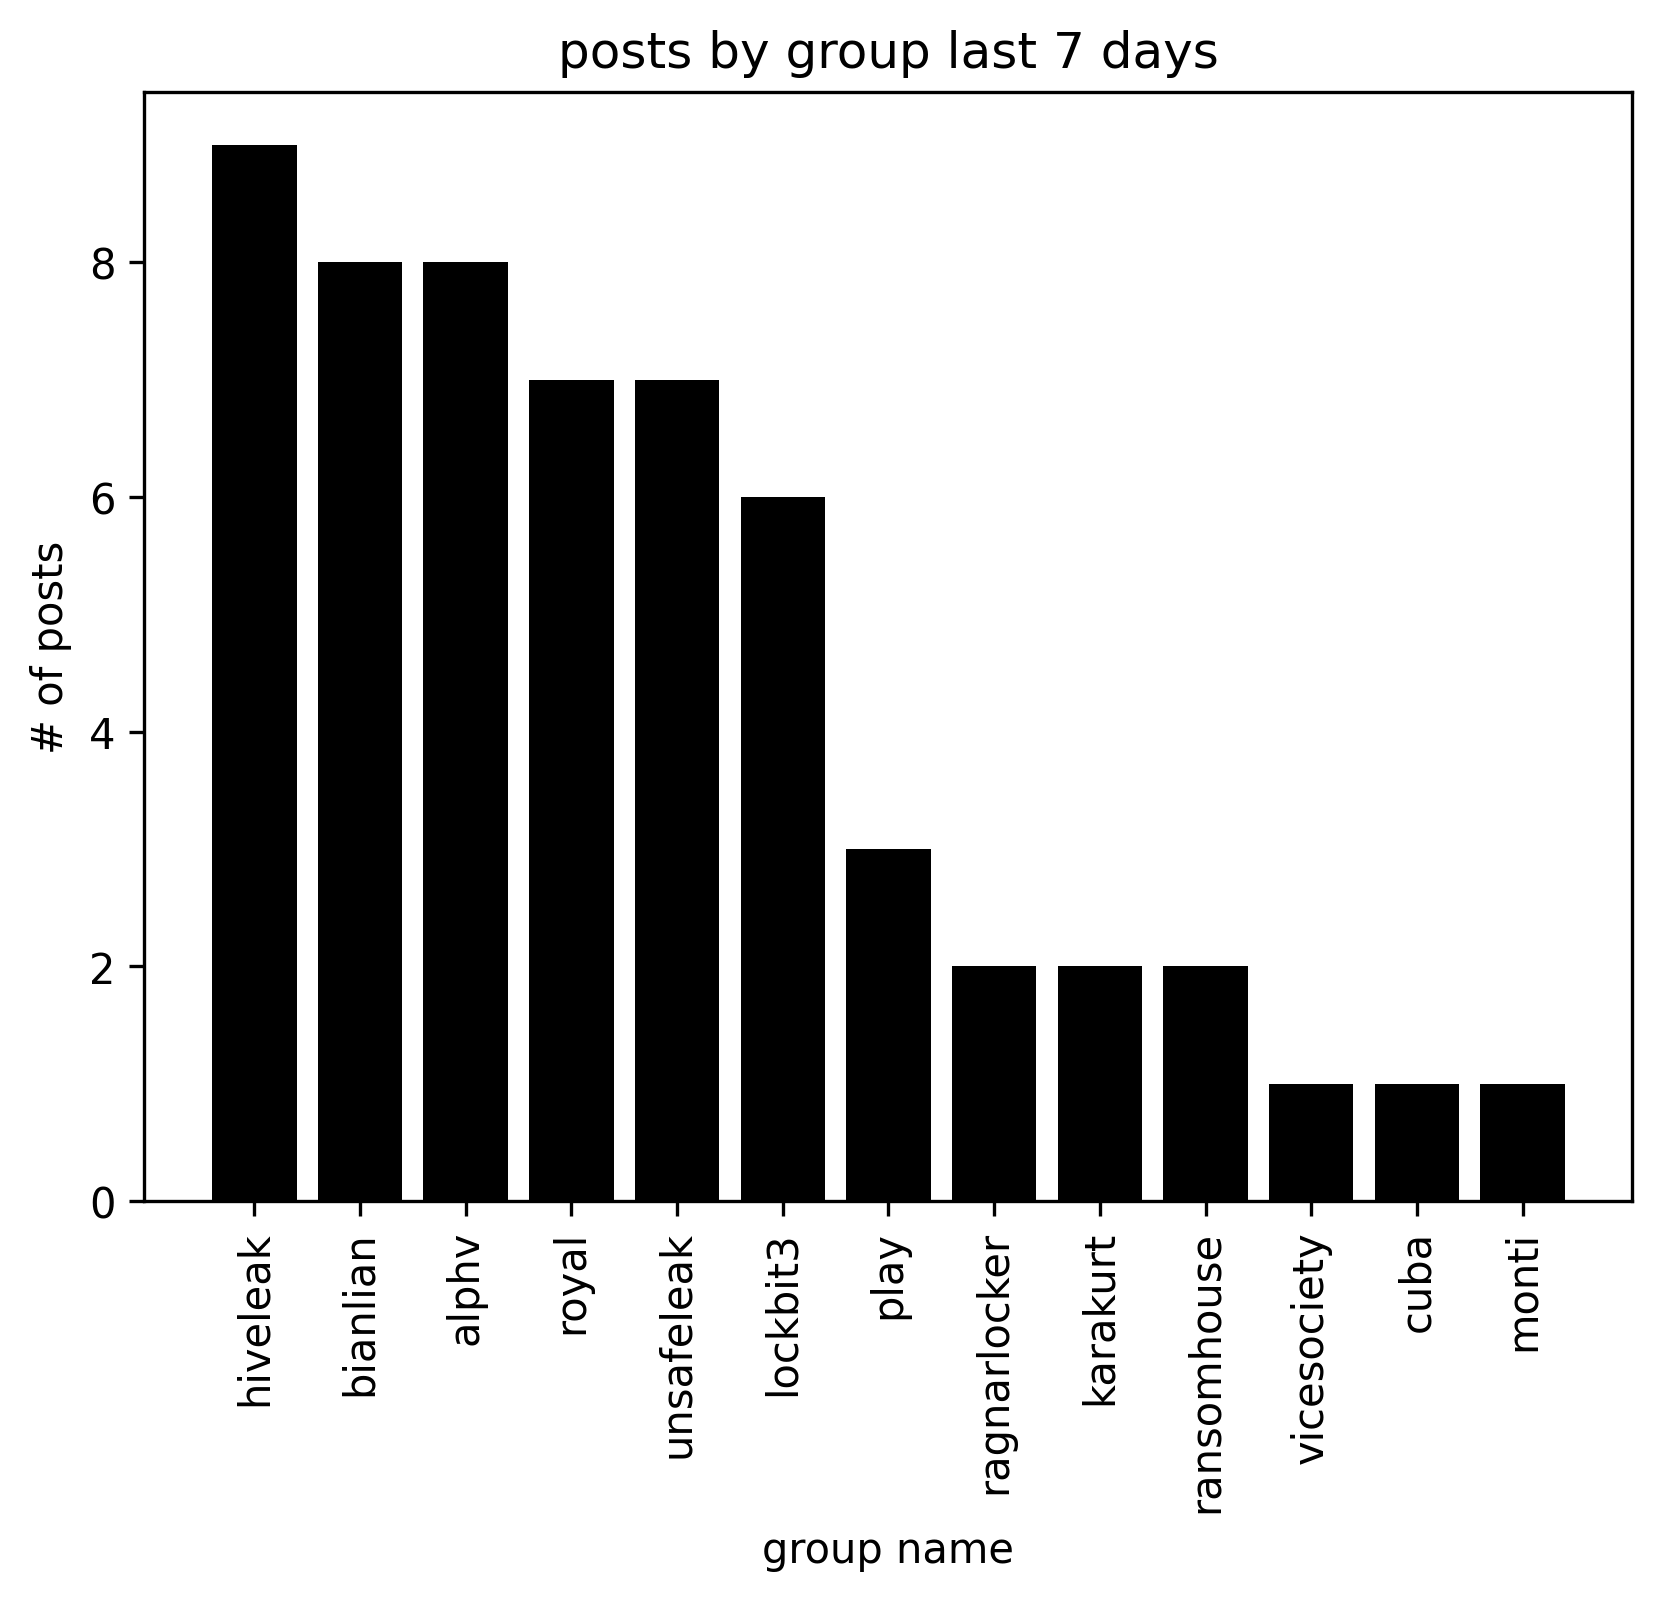 posts by group last 7 days
# of posts
8
6
4
2
0
hiveleak
bianlian
alphv
royal
unsafeleak
lockbit3
play
ragnarlocker
karakurt
ransomhouse
vicesociety
cuba
monti
group name